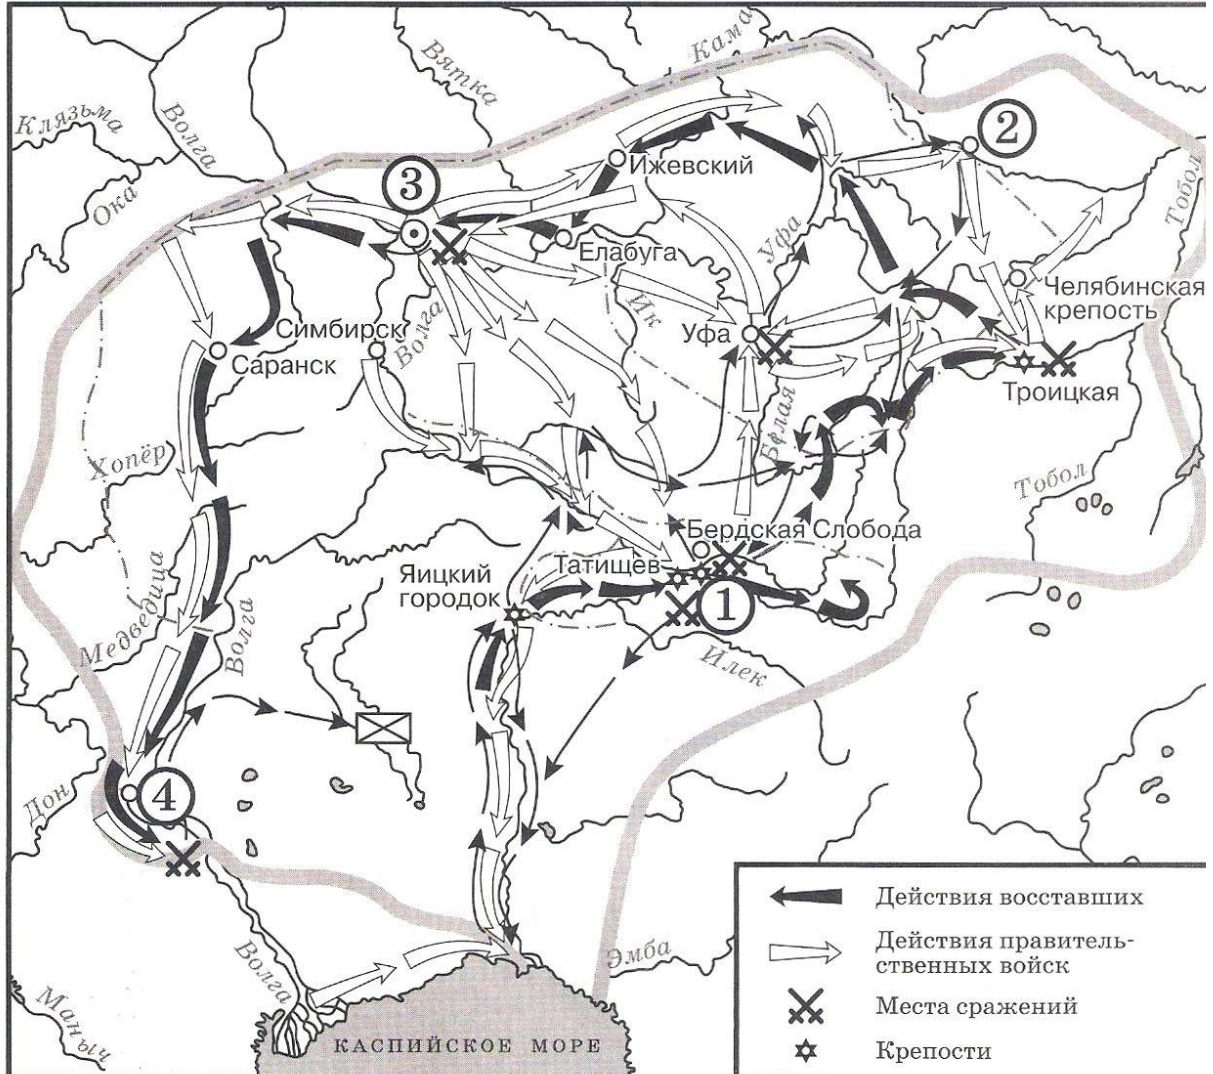 Клязьма
Волга
Вятка
Кама
Ока
3
2
Ижевский
Тобол
Елабуга
Уфа
Челябинская
крепость
Волга
Ик
Симбирск
Саранск
Уфа
Троицкая
Белая
Хопёр
Тобол
Бердская Слобода
Татищев
Яицкий
городок
1
Медведица
Волга
Илек
Дон
4
Волга
Эмба
Маныч
КАСПИЙСКОЕ МОРЕ
Действия восставших
Действия правитель-
ственных войск
Места сражений
Крепости